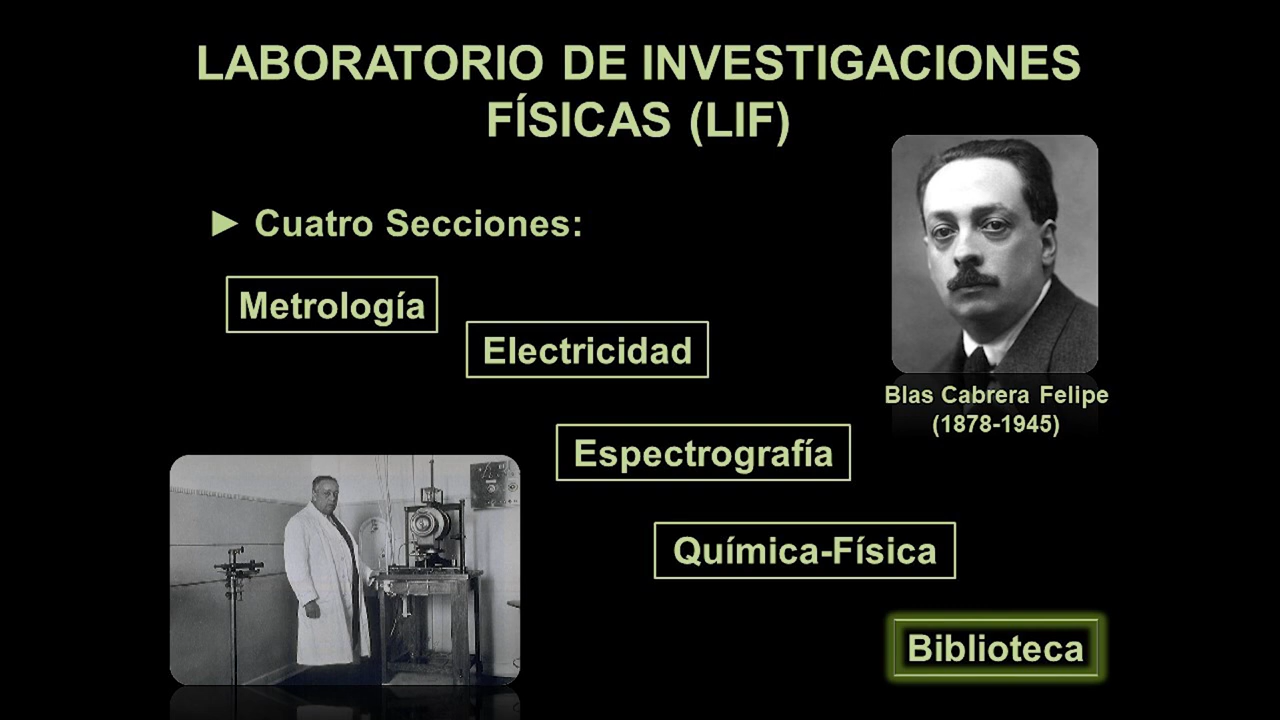 LABORATORIO DE INVESTIGACIONES
FÍSICAS (LIF)
► Cuatro Secciones:
Metrología
Electricidad
Blas Cabrera Felipe
(1878-1945)
Espectrografía
Química-Física
Biblioteca